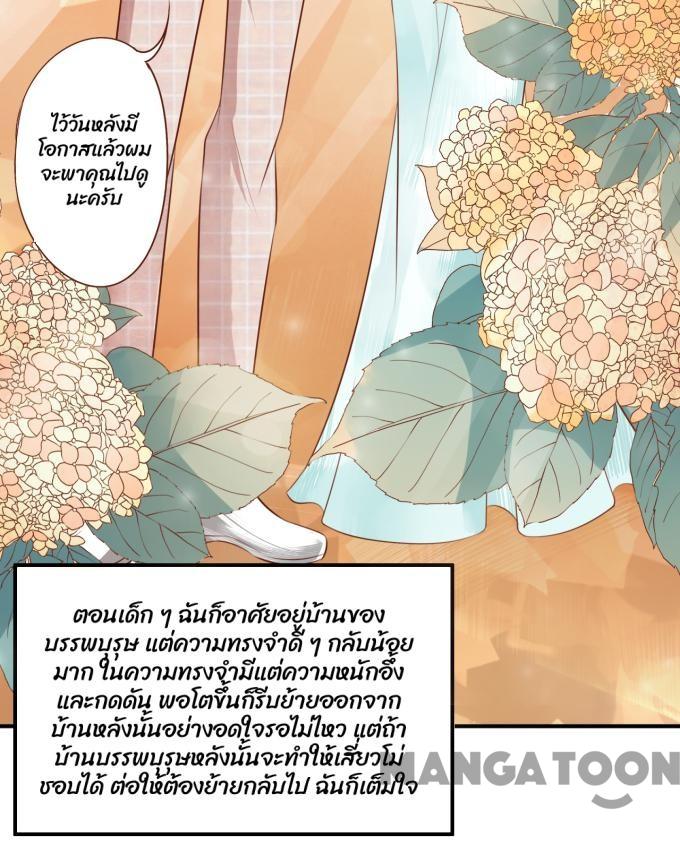 ไว้วันหลังมี
โอกาสแล้วผม
จะพาคุณไปดู
นะครับ
ตอนเด็ก ๆ ฉันก็อาศัยอยู่บ้านของ
บรรพบุรุษ แต่ความทรงจำดี ๆ กลับน้อย
มาก ในความทรงจำมีแต่ความหนักอึ้ง
และกดดัน พอโตขึ้นก็รีบย้ายออกจาก
บ้านหลังนั้นอย่างอดใจรอไม่ไหว แต่ถ้า
บ้านบรรพบุรุษหลังนั้นจะทำให้เสี่ยวโม่
ชอบได้ ต่อให้ต้องย้ายกลับไป ฉันก็เต็มใจ
MANGATOON